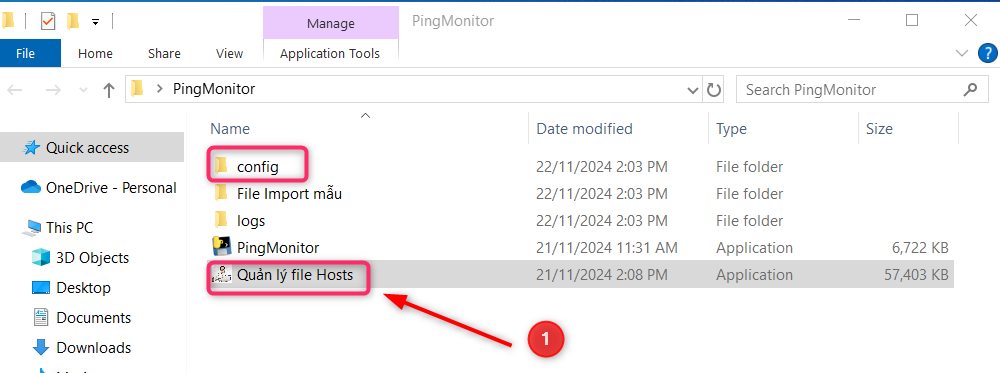 Manage
PingMonitor
File
Home
Share
View
Application Tools
?
PingMonitor
Search PingMonitor
Name
Date modified
Type
Size
Quick access
OneDrive - Personal
This PC
3D Objects
Desktop
Documents
Downloads
config 22/11/2024 2:03 PM File folder
File Import mẫu 22/11/2024 2:03 PM File folder
logs 22/11/2024 2:03 PM File folder
PingMonitor 21/11/2024 11:31 AM Application 6,722 KB
Quản lý file Hosts 21/11/2024 2:08 PM Application 57,403 KB
1